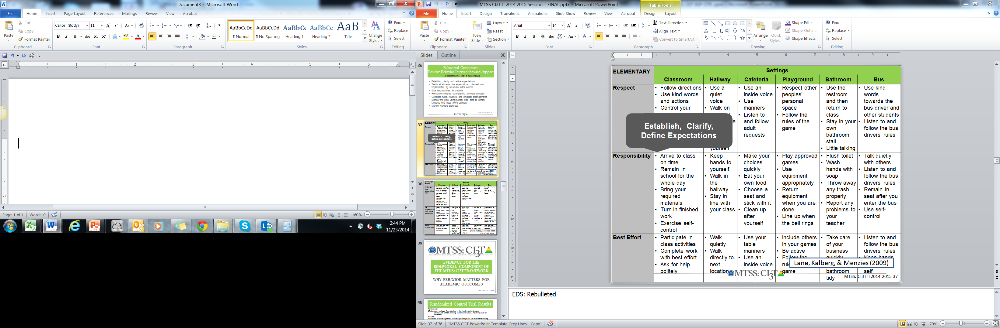 Document3 - Microsoft Word
File Home Insert Page Layout References Mailings Review View Acrobat
Paste
Cut
Copy
Format Painter
Clipboard
Calibri (Body) 11
Font
Paragraph
AaBbCcDd AaBbCcDd AaBbCc AaBbCc AaB
¶ Normal ¶ No Spacing Heading 1 Heading 2 Title
Change Styles
Styles
Find
Replace
Select
Editing
Page: 1 of 1 Words: 0
160%
2:44 PM
11/23/2014
MTSS CI3T II 2014 2015 Session 1 FINAL.pptx - Microsoft PowerPoint
Table Tools
File Home Insert Design Transitions Animations Slide Show Review View Acrobat Design Layout
Paste
Cut
Copy
Format Painter
Clipboard
New Slide
Layout
Reset
Section
Slides
Arial 14
Font
Text Direction
Align Text
Convert to SmartArt
Paragraph
Arrange
Quick Styles
Shape Fill
Shape Outline
Shape Effects
Drawing
Find
Replace
Select
Editing
Slides Outline
36
Behavioral Component:
Positive Behavior Interventions and Support
...a framework, not a curriculum
• Establish, clarify, and define expectations
• Teach all students the expectations, planned and
implemented by all adults in the school
• Give opportunities to practice
• Reinforce students consistently, facilitate success
• Consider rules, routines, and physical arrangements
• Monitor the plan using school-wide data to identify
students who need more support
• Monitor student progress
37
38
39
MTSS: CI3T
EVIDENCE FOR THE
BEHAVIORAL COMPONENT OF
THE MTSS: CI3T FRAMEWORK
WHY BEHAVIOR MATTERS FOR
ACADEMIC OUTCOMES
40
Randomized Control Trial Results
ELEMENTARY
Settings
Classroom Hallway Cafeteria Playground Bathroom Bus
Respect
• Follow directions
• Use kind words
and actions
• Control your
• Use a
quiet
voice
• Walk on
yourself
• Use an
inside voice
• Use
manners
• Listen to
and follow
adult
requests
• Respect other
peoples'
personal
space
• Follow the
rules of the
game
• Use the
restroom
and then
return to
class
• Stay in your
own
bathroom
stall
• Little talking
• Use kind
words
towards the
bus driver and
other students
• Listen to and
follow the bus
drivers' rules
Establish, Clarify,
Define Expectations
Responsibility
• Arrive to class
on time
• Remain in
school for the
whole day
• Bring your
required
materials
• Turn in finished
work
• Exercise self-
control
• Keep
hands to
yourself
• Walk in
the
hallway
• Stay in
line with
your class
• Make your
choices
quickly
• Eat your
own food
• Choose a
seat and
stick with it
• Clean up
after
yourself
• Play approved
games
• Use
equipment
appropriately
• Return
equipment
when you are
done
• Line up when
the bell rings
• Flush toilet
• Wash
hands with
soap
• Throw away
any trash
properly
• Report any
problems to
your
teacher
• Talk quietly
with others
• Listen to and
follow the bus
drivers' rules
• Remain in
seat after you
enter the bus
• Use self-
control
Best Effort
• Participate in
class activities
• Complete work
with best effort
• Ask for help
politely
• Walk
quietly
• Walk
directly to
next
location
• Use your
table
manners
• Use an
inside voice
• Include others
in your games
• Be active
• Follow the
game
• Take care
of your
business
quickly
bathroom
tidy
• Listen to and
follow the bus
drivers' rules
• Keep hands
self
Lane, Kalberg, & Menzies (2009)
MTSS: CI3T
MTSS: CI3T II 2014-2015 37
EDS: Rebulleted
Slide 37 of 76 "MTSS CI3T PowerPoint Template Grey Lines - Copy" 79%